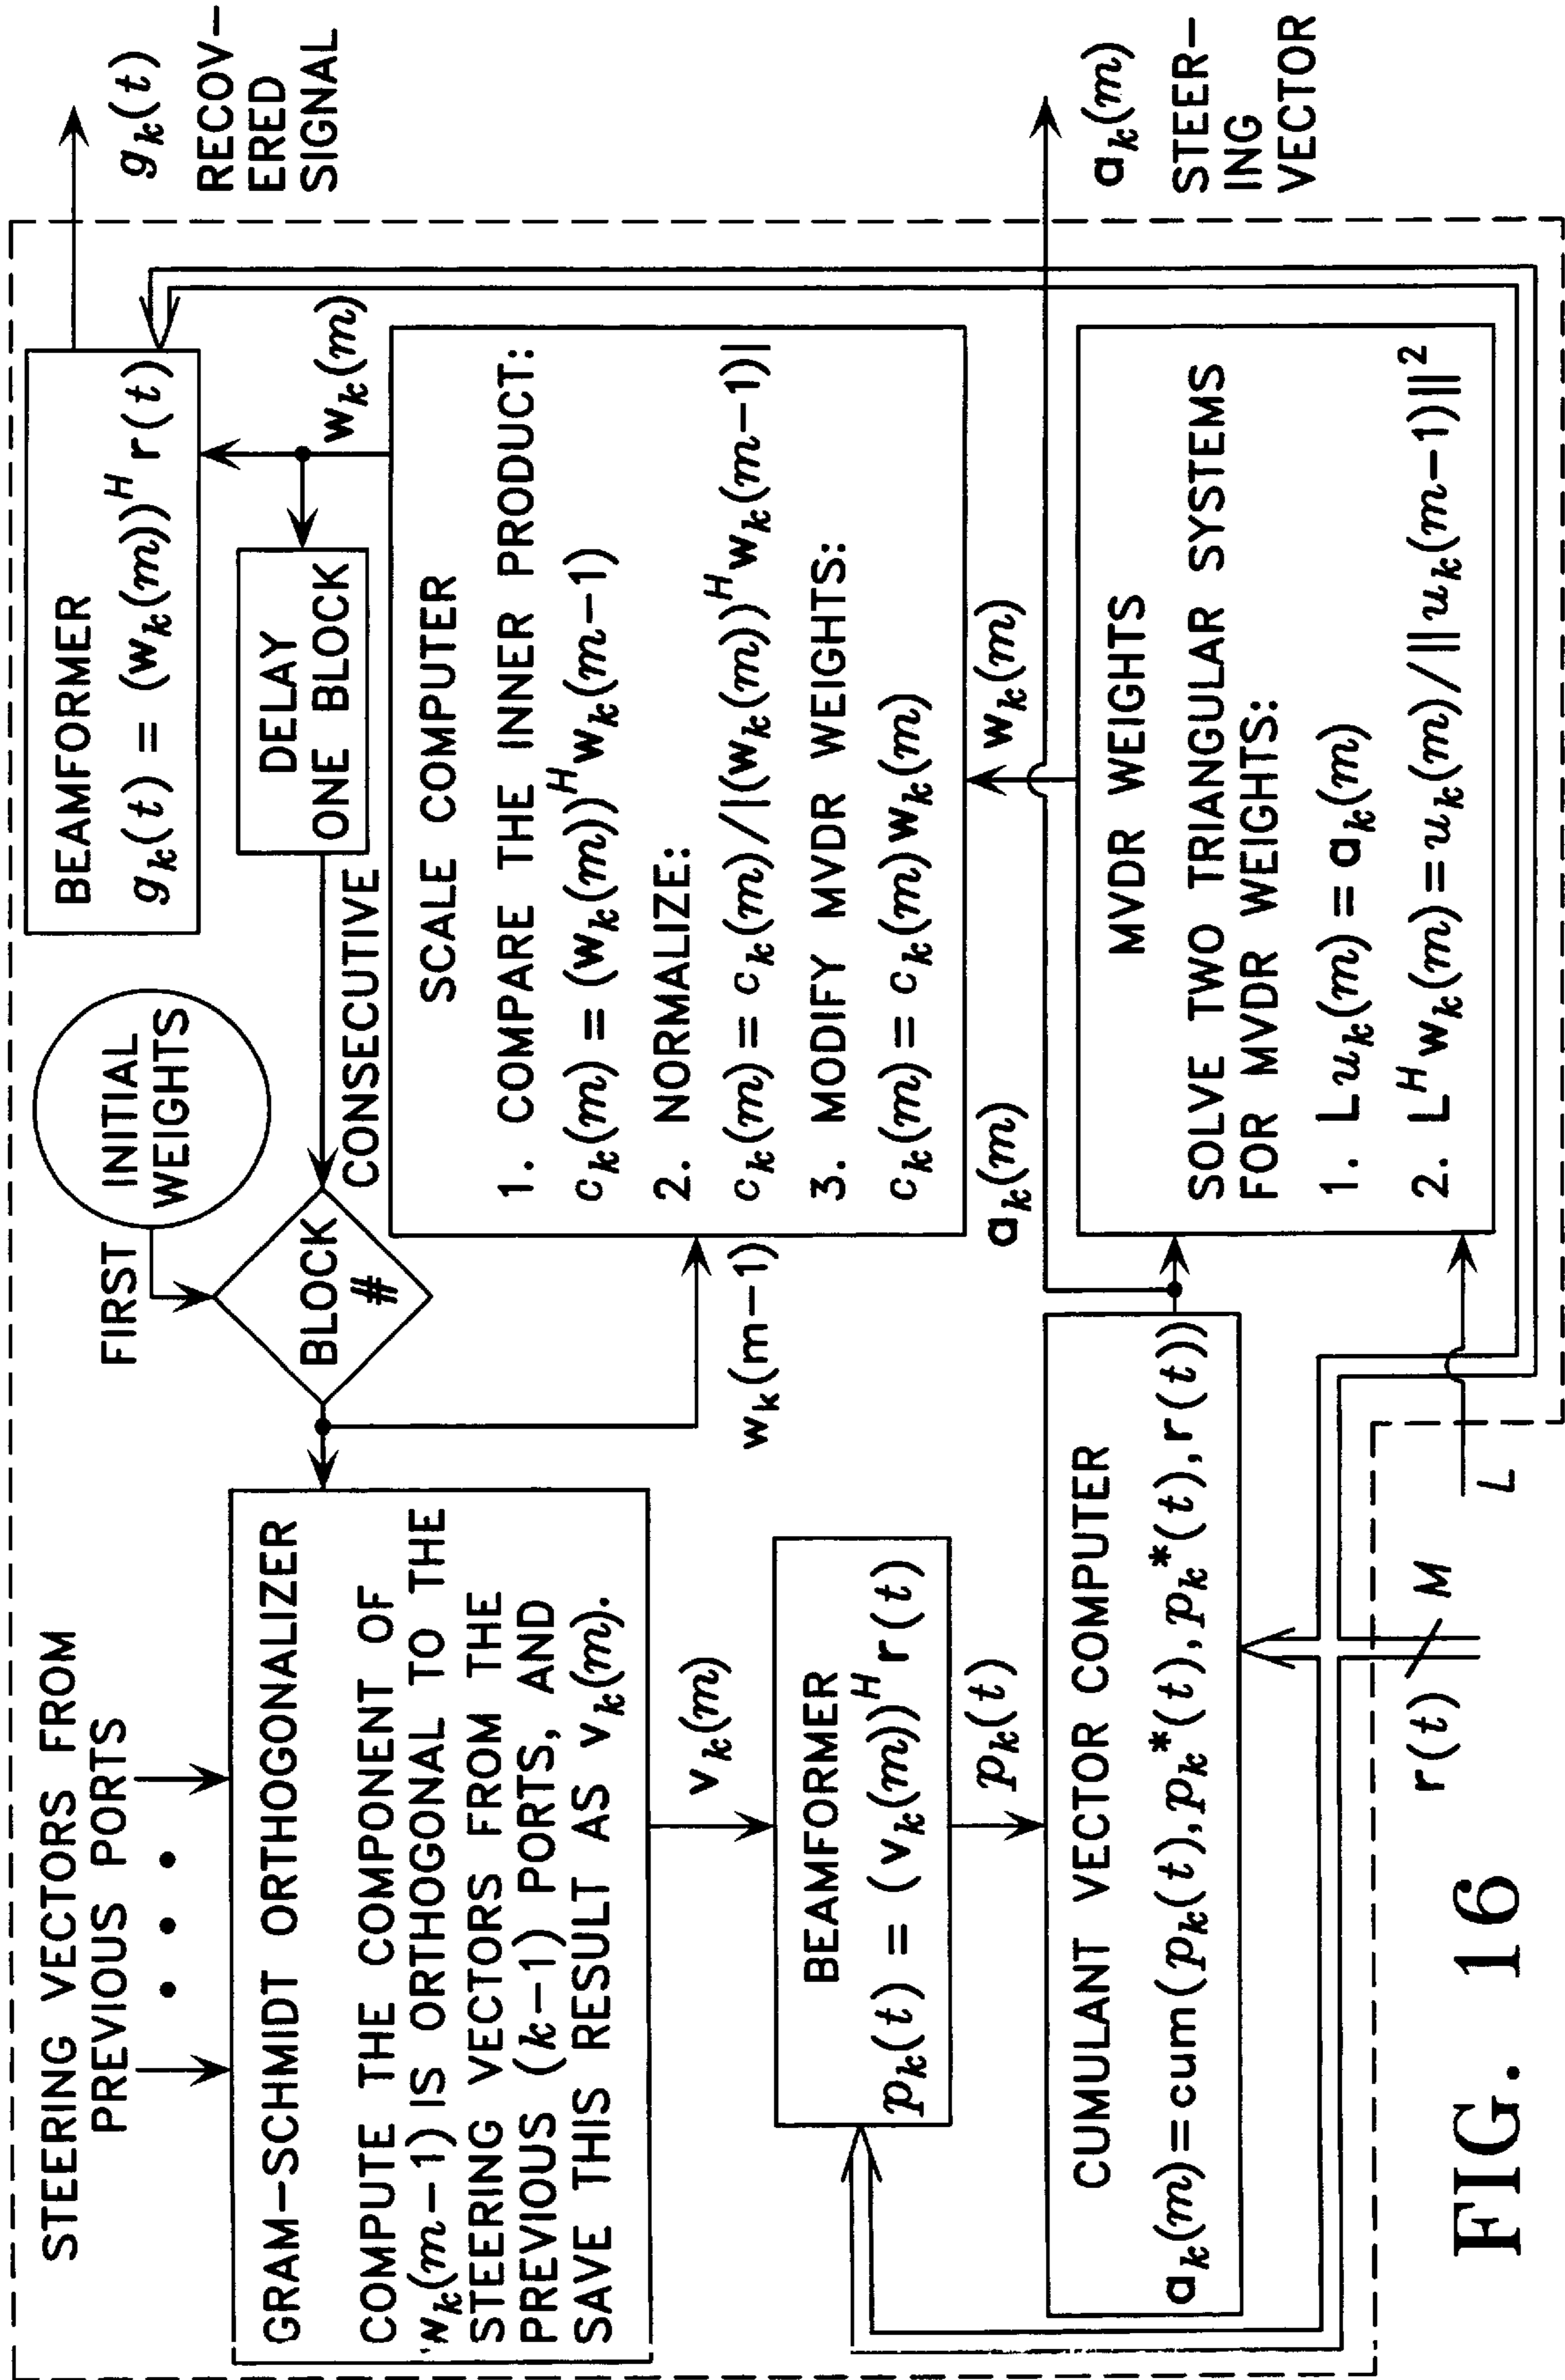 STEERING VECTORS FROM
PREVIOUS PORTS
• • •
GRAM-SCHMIDT ORTHOGONALIZER
COMPUTE THE COMPONENT OF
w_k(m-1) IS ORTHOGONAL TO THE
STEERING VECTORS FROM THE
PREVIOUS (k-1) PORTS, AND
SAVE THIS RESULT AS v_k(m).
v_k(m)
BEAMFORMER
p_k(t) = (v_k(m))^H r(t)
p_k(t)
CUMULANT VECTOR COMPUTER
a_k(m)=cum(p_k(t),p_k*(t),p_k*(t),r(t))
r(t)
M
L
FIRST
INITIAL
WEIGHTS
BLOCK
#
CONSECUTIVE
w_k(m-1)
DELAY
ONE BLOCK
BEAMFORMER
g_k(t) = (w_k(m))^H r(t)
w_k(m)
SCALE COMPUTER
1. COMPARE THE INNER PRODUCT:
c_k(m) = (w_k(m))^H w_k(m-1)
2. NORMALIZE:
c_k(m) = c_k(m)/|(w_k(m))^H w_k(m-1)|
3. MODIFY MVDR WEIGHTS:
c_k(m) = c_k(m)w_k(m)
a_k(m)
w_k(m)
MVDR WEIGHTS
SOLVE TWO TRIANGULAR SYSTEMS
FOR MVDR WEIGHTS:
1. L u_k(m) = a_k(m)
2. L^H w_k(m) = u_k(m)/‖u_k(m-1)‖^2
g_k(t)
RECOV-
ERED
SIGNAL
a_k(m)
STEER-
ING
VECTOR
FIG. 16